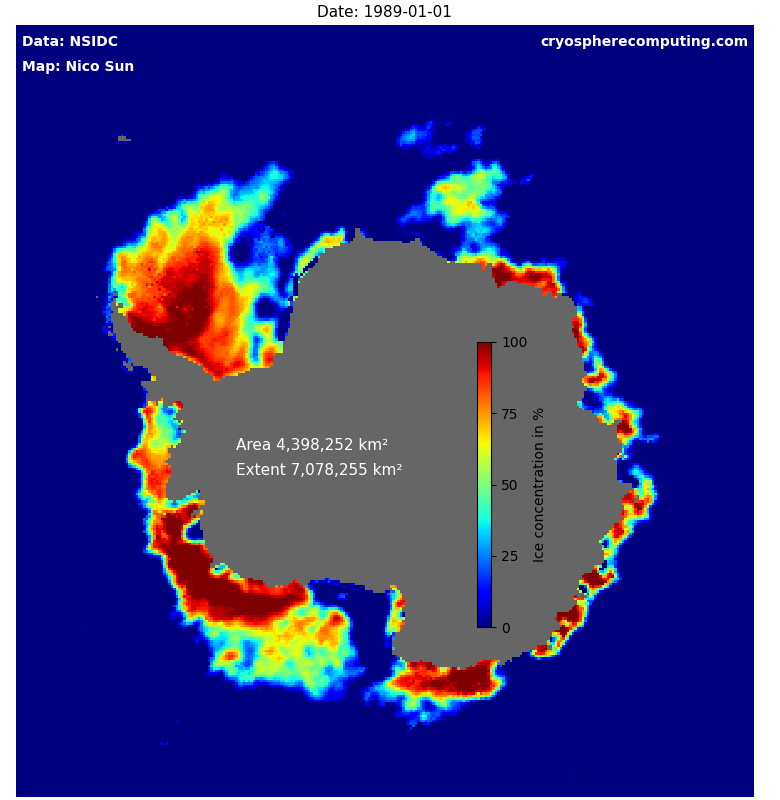 Date: 1989-01-01
Data: NSIDC
cryospherecomputing.com
Map: Nico Sun
100
75
50
25
0
Ice concentration in %
Area 4,398,252 km²
Extent 7,078,255 km²